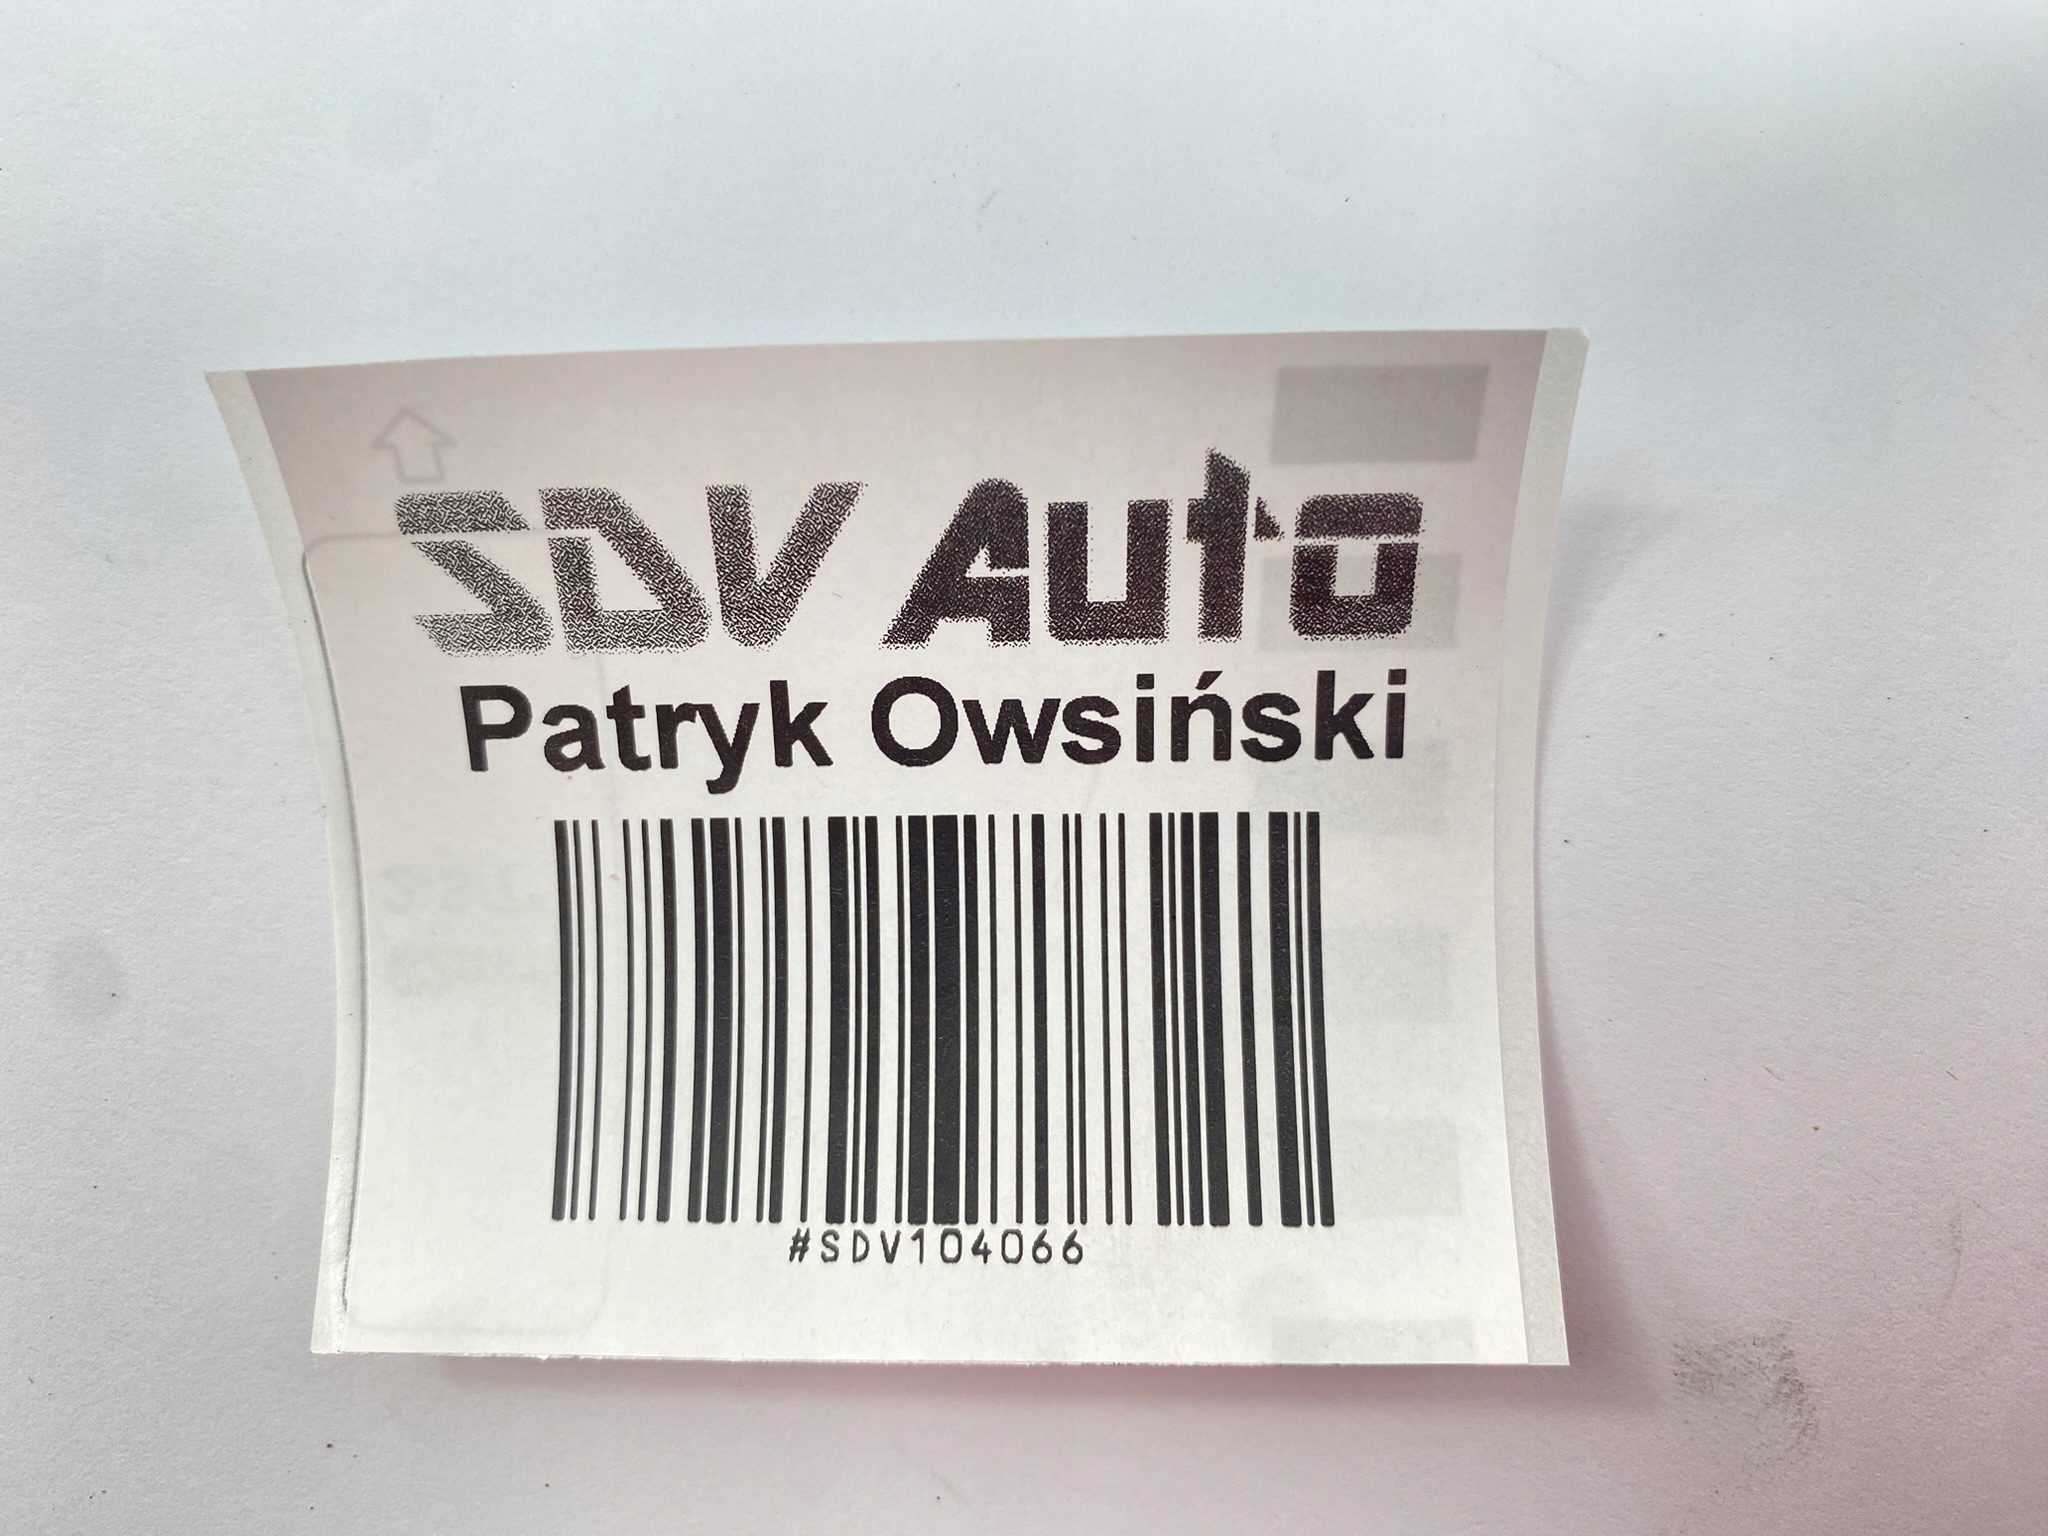 SDV Auto
Patryk Owsiński
#SDV104066